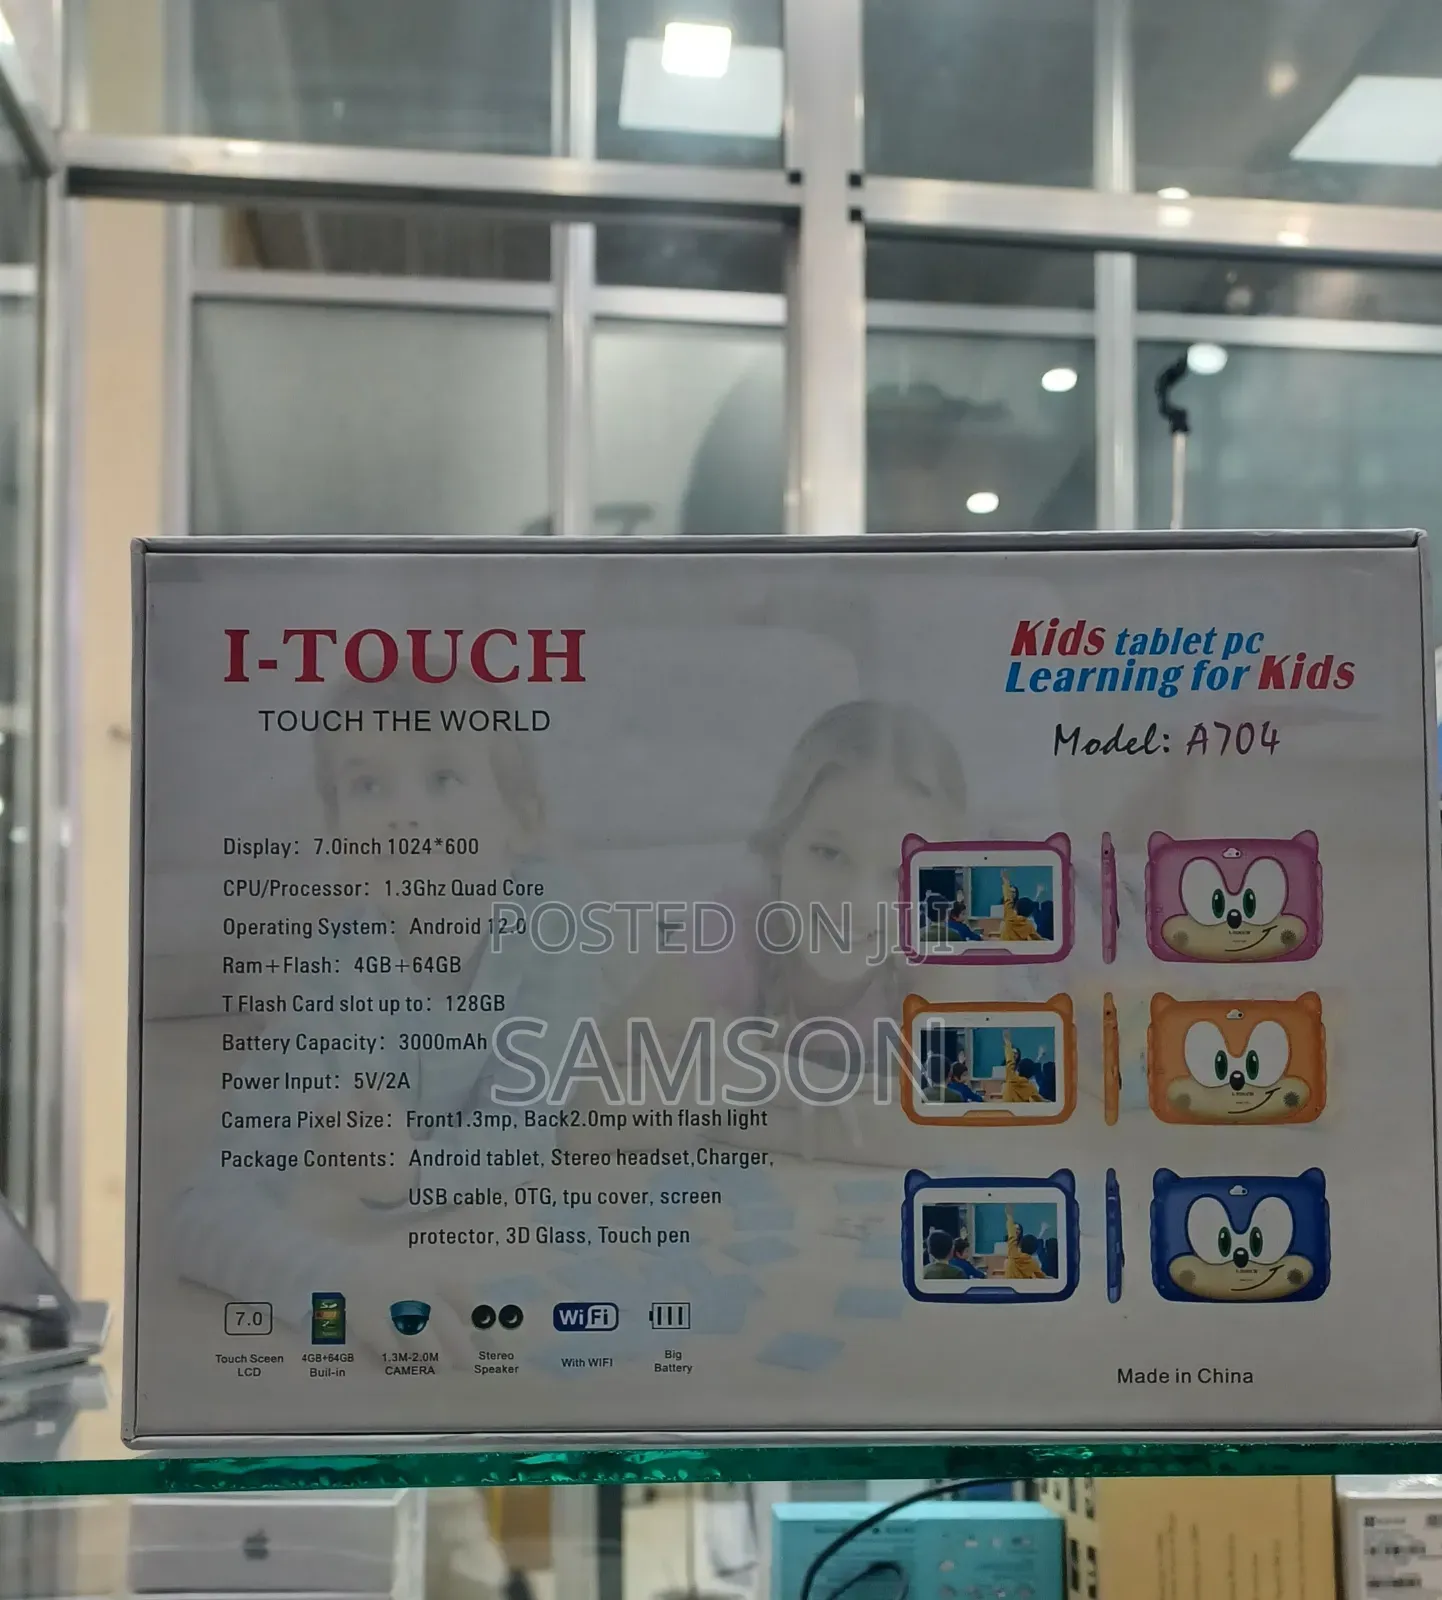 I-TOUCH
TOUCH THE WORLD
Kids tablet pc
Learning for Kids
Model: A704
Display: 7.0inch 1024*600
CPU/Processor: 1.3Ghz Quad Core
Operating System: Android 12.0
Ram+Flash: 4GB+64GB
T Flash Card slot up to: 128GB
Battery Capacity: 3000mAh
Power Input: 5V/2A
Camera Pixel Size: Front1.3mp, Back2.0mp with flash light
Package Contents: Android tablet, Stereo headset,Charger,
USB cable, OTG, tpu cover, screen
protector, 3D Glass, Touch pen
POSTED ON JIJI
SAMSON
7.0
Touch Sceen
LCD
4GB+64GB
Buil-in
1.3M-2.0M
CAMERA
Stereo
Speaker
WiFi
With WIFI
Big
Battery
Made in China